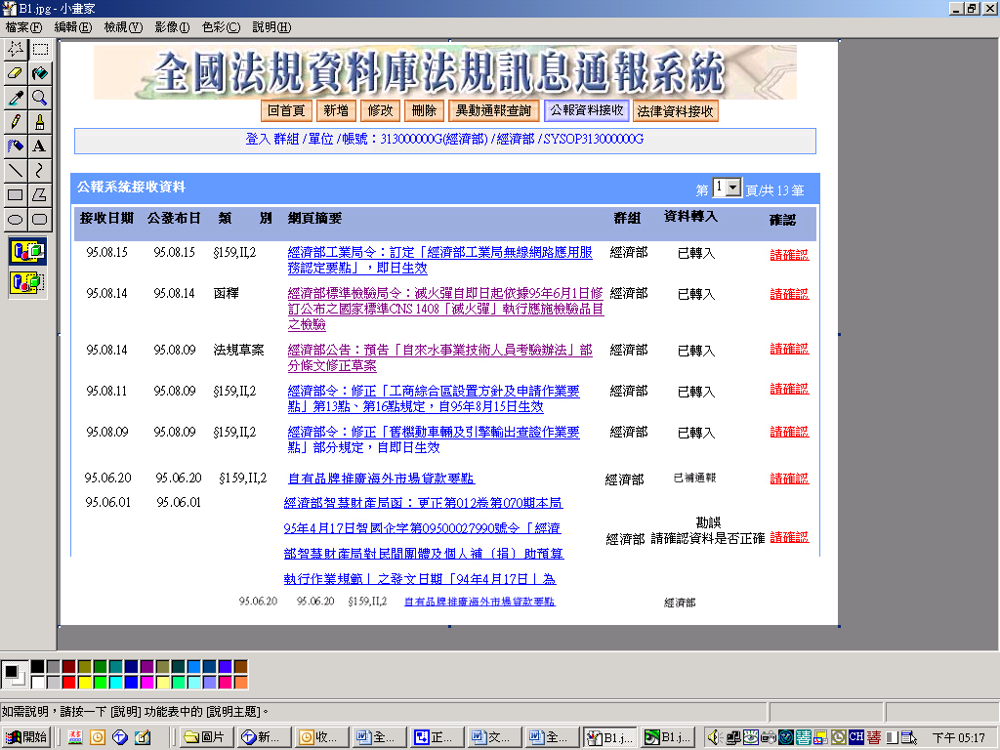 B1.jpg - 小畫家
檔案(F) 編輯(E) 檢視(V) 影像(I) 色彩(C) 說明(H)
全國法規資料庫法規訊息通報系統
回首頁 新增 修改 刪除 異動通報查詢 公報資料接收 法律資料接收
登入 群組 /單位 /帳號：313000000G(經濟部) /經濟部 /SYSOP313000000G
公報系統接收資料
第 1 頁/共 13 筆
接收日期 公發布日 類 別 網頁摘要 群組 資料轉入 確認
95.08.15 95.08.15 §159,II,2 經濟部工業局令：訂定「經濟部工業局無線網路應用服 經濟部 已轉入 請確認
務認定要點」，即日生效
95.08.14 95.08.14 函釋 經濟部標準檢驗局令：滅火彈自即日起依據95年6月1日修 經濟部 已轉入 請確認
訂公布之國家標準CNS 1408「滅火彈」執行應施檢驗品目
之檢驗
95.08.14 95.08.09 法規草案 經濟部公告：預告「自來水事業技術人員考驗辦法」部 經濟部 已轉入 請確認
分條文修正草案
95.08.11 95.08.09 §159,II,2 經濟部令：修正「工商綜合區設置方針及申請作業要 經濟部 已轉入 請確認
點」第13點、第16點規定，自95年8月15日生效
95.08.09 95.08.09 §159,II,2 經濟部令：修正「舊機動車輛及引擎輸出查證作業要 經濟部 已轉入 請確認
點」部分規定，自即日生效
95.06.20 95.06.20 §159,II,2 自有品牌推廣海外市場貸款要點 經濟部 已補通報 請確認
95.06.01 95.06.01 經濟部智慧財產局函：更正第012卷第070期本局
95年4月17日智國企字第09500027990號令「經濟
勘誤
經濟部 請確認資料是否正確 請確認
部智慧財產局對民間團體及個人補（捐）助預算
執行作業規範」之發文日期「94年4月17日」為
95.06.20 95.06.20 §159,II,2 自有品牌推廣海外市場貸款要點 經濟部
如需說明，請按一下 [說明] 功能表中的 [說明主題]。
開始 圖片 新... 收... 全... 正... 文... 全... B1.j... B1.j... CH 下午 05:17